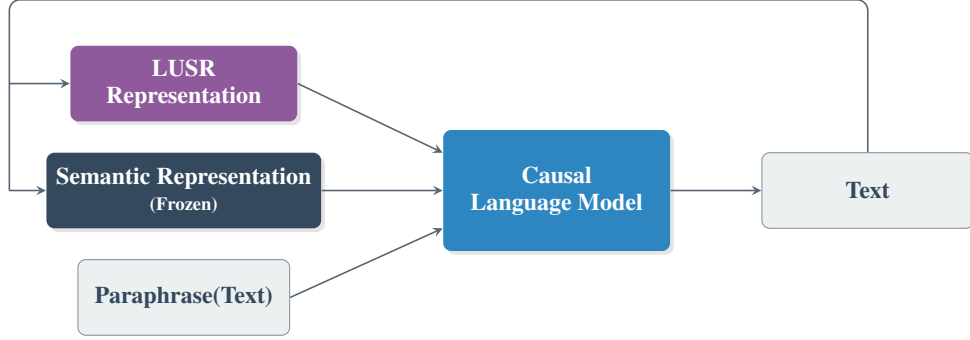 LUSR
Representation
Semantic Representation
(Frozen)
Causal
Language Model
Text
Paraphrase(Text)